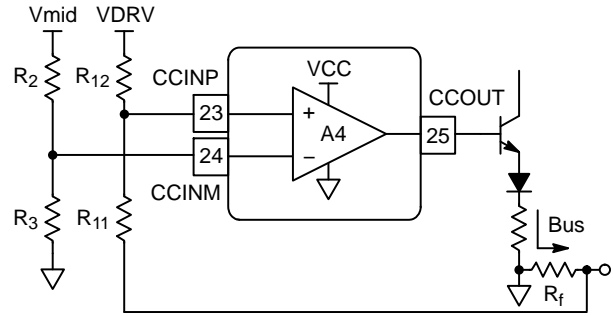 Vmid VDRV
R2 R12 CCINP VCC CCOUT
23 + A4 25
24 −
CCINM
R3 R11 Bus
Rf